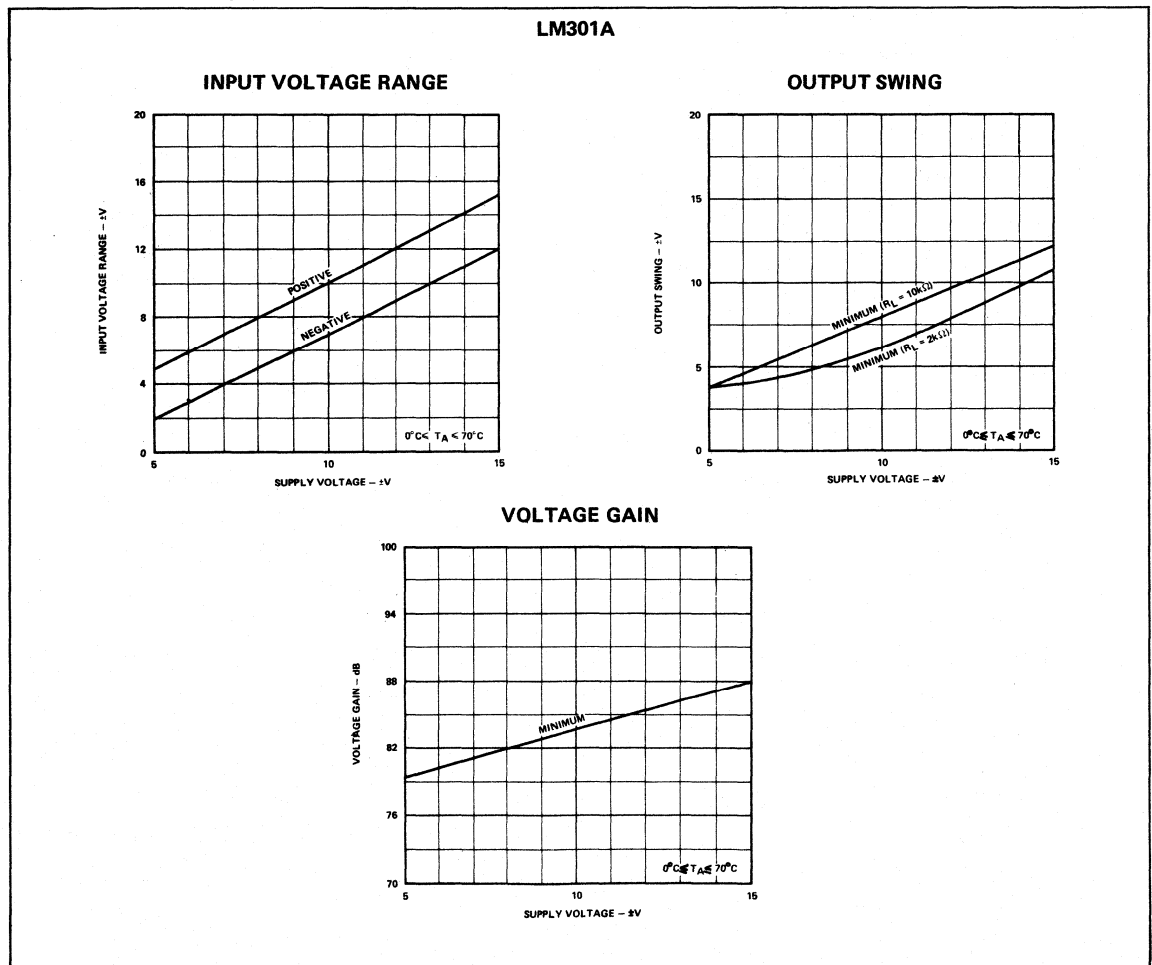 LM301A
INPUT VOLTAGE RANGE
20
16
12
8
4
0
5
10
15
INPUT VOLTAGE RANGE – ±V
POSITIVE
NEGATIVE
0°C≤ TA ≤ 70°C
SUPPLY VOLTAGE – ±V
OUTPUT SWING
20
15
10
5
0
5
10
15
OUTPUT SWING – ±V
MINIMUM (RL = 10kΩ)
MINIMUM (RL = 2kΩ)
0°C≤ TA ≤ 70°C
SUPPLY VOLTAGE – ±V
VOLTAGE GAIN
100
94
88
82
76
70
5
10
15
VOLTAGE GAIN – dB
MINIMUM
0°C≤ TA≤ 70°C
SUPPLY VOLTAGE – ±V